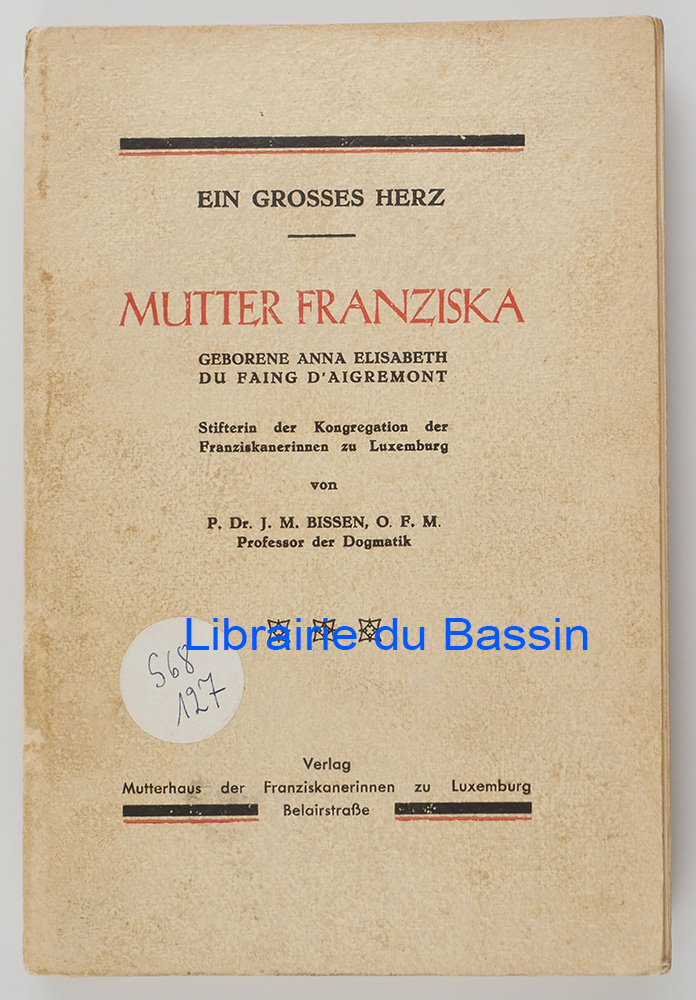 EIN GROSSES HERZ
MUTTER FRANZISKA
GEBORENE ANNA ELISABETH
DU FAING D'AIGREMONT
Stifterin der Kongregation der
Franziskanerinnen zu Luxemburg
von
P. Dr. J. M. BISSEN, O. F. M.
Professor der Dogmatik
Librairie du Bassin
568
127
Verlag
Mutterhaus der Franziskanerinnen zu Luxemburg
Belairstraße